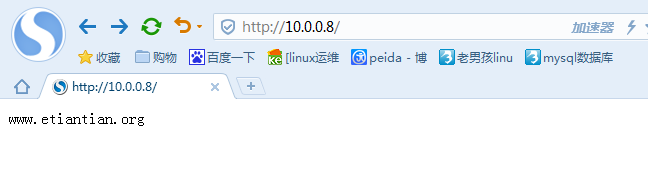 http://10.0.0.8/ 加速器
收藏 购物 百度一下 [linux运维 peida - 博 老男孩linu mysql数据库
http://10.0.0.8/
www.etiantian.org